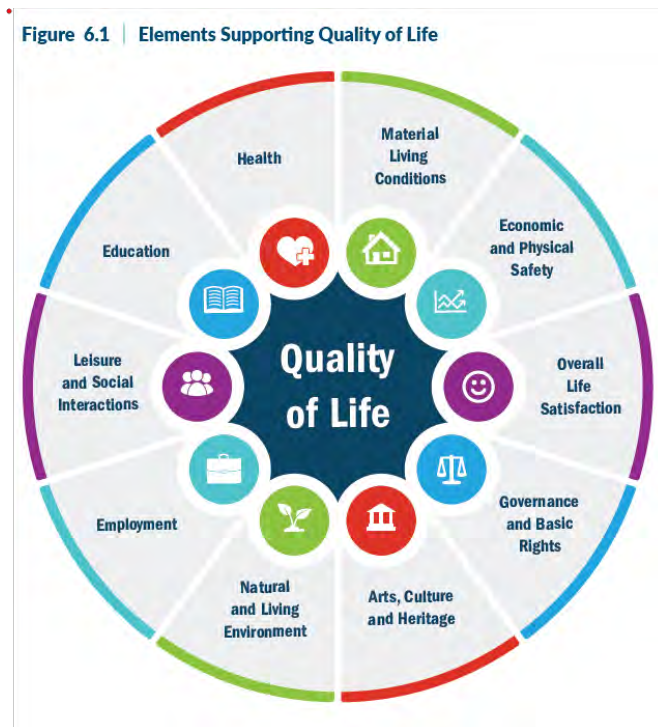 Figure 6.1 | Elements Supporting Quality of Life
Health
Material
Living
Conditions
Economic
and Physical
Safety
Overall
Life
Satisfaction
Governance
and Basic
Rights
Arts, Culture
and Heritage
Natural
and Living
Environment
Employment
Leisure
and Social
Interactions
Education
Quality
of Life